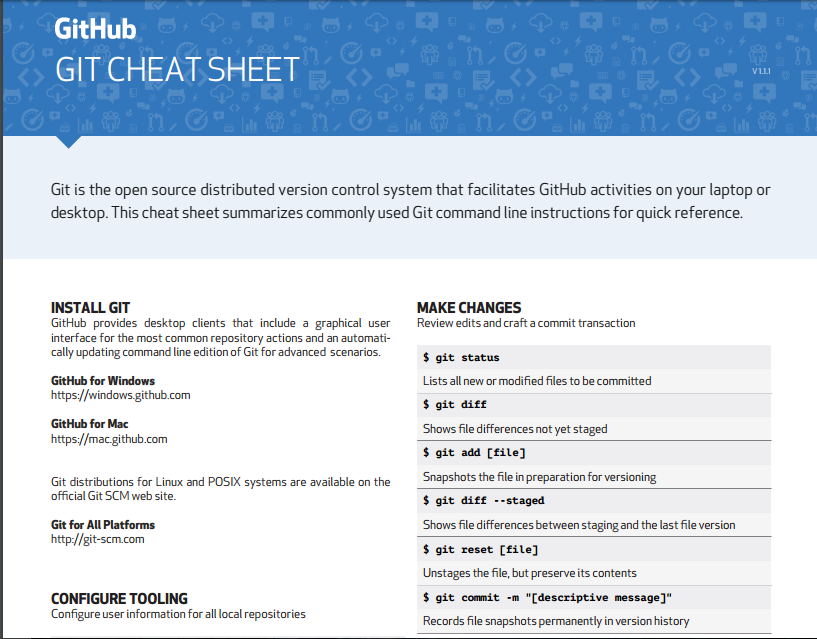 GitHub
GIT CHEAT SHEET
V 1.1.1
Git is the open source distributed version control system that facilitates GitHub activities on your laptop or
desktop. This cheat sheet summarizes commonly used Git command line instructions for quick reference.
INSTALL GIT
GitHub provides desktop clients that include a graphical user
interface for the most common repository actions and an automati-
cally updating command line edition of Git for advanced scenarios.
GitHub for Windows
https://windows.github.com
GitHub for Mac
https://mac.github.com
Git distributions for Linux and POSIX systems are available on the
official Git SCM web site.
Git for All Platforms
http://git-scm.com
CONFIGURE TOOLING
Configure user information for all local repositories
MAKE CHANGES
Review edits and craft a commit transaction
$ git status
Lists all new or modified files to be committed
$ git diff
Shows file differences not yet staged
$ git add [file]
Snapshots the file in preparation for versioning
$ git diff --staged
Shows file differences between staging and the last file version
$ git reset [file]
Unstages the file, but preserve its contents
$ git commit -m "[descriptive message]"
Records file snapshots permanently in version history